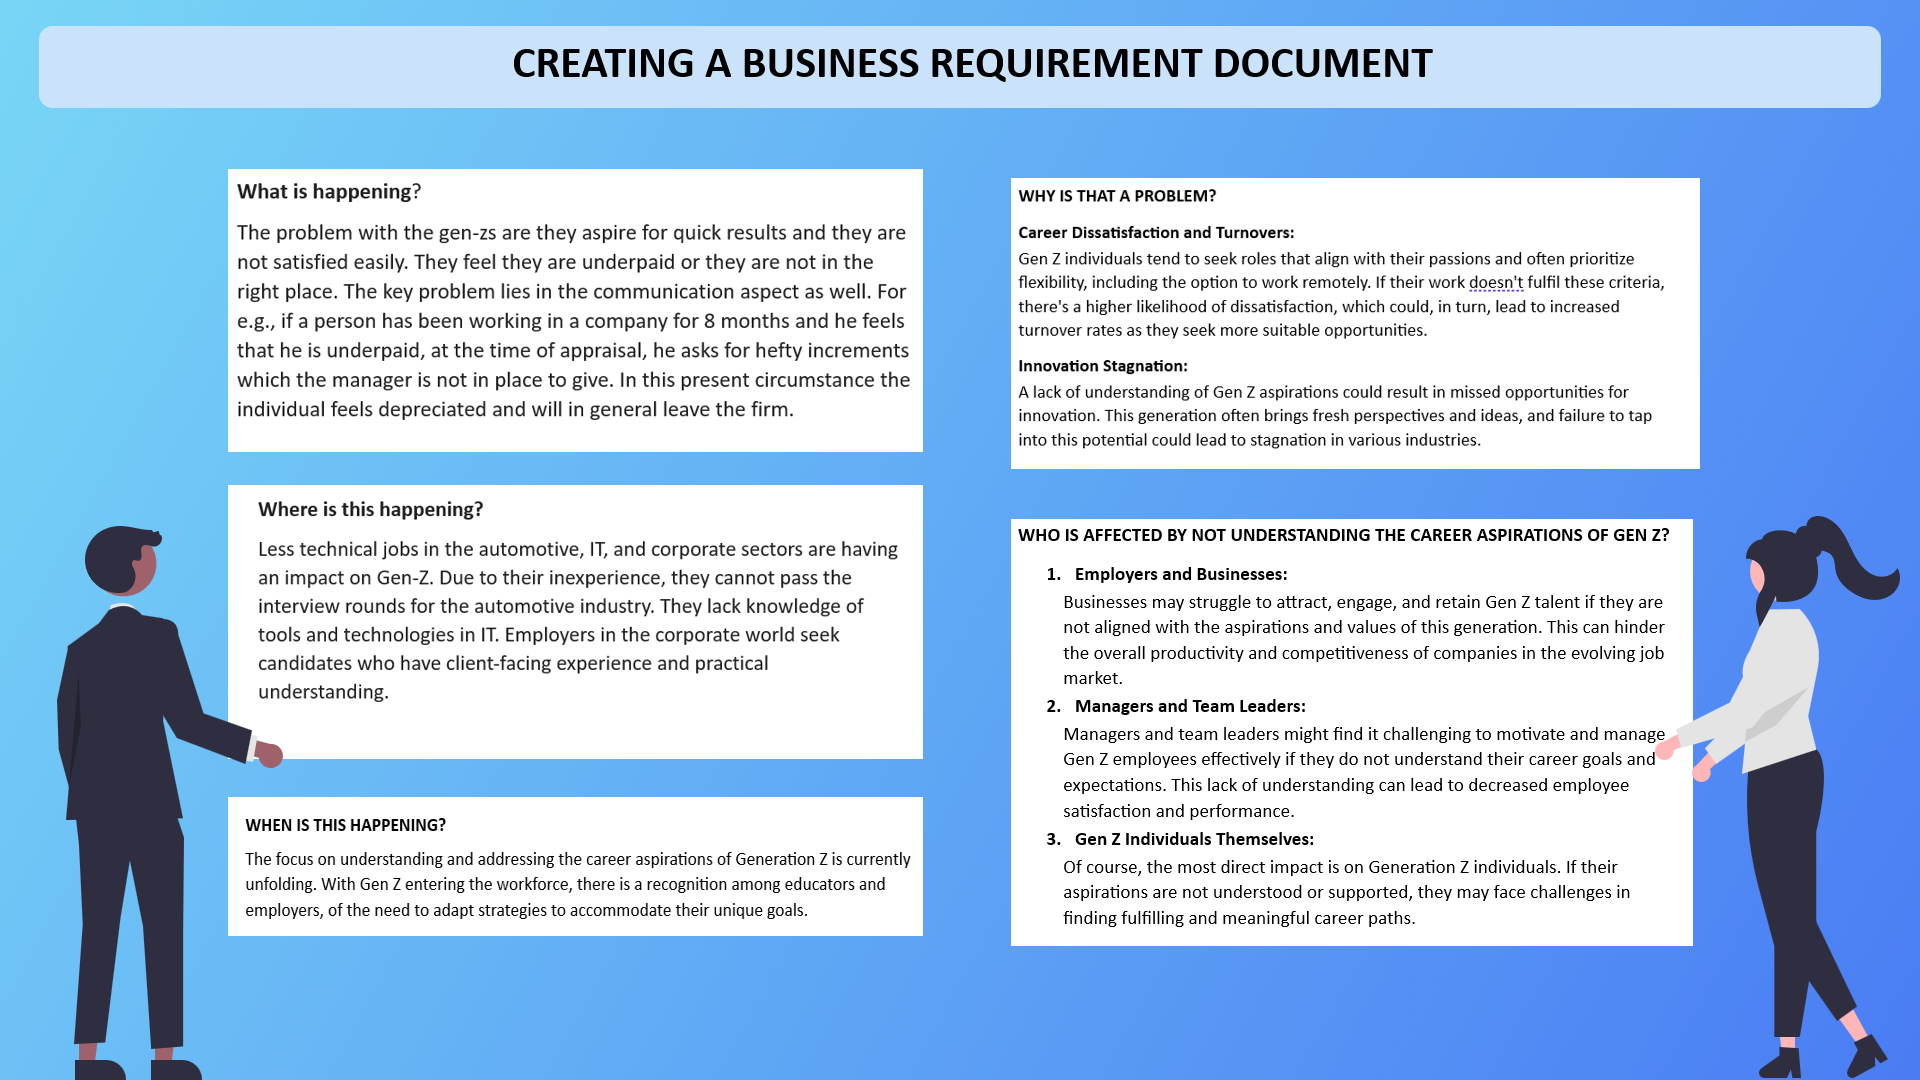 CREATING A BUSINESS REQUIREMENT DOCUMENT
What is happening?
The problem with the gen-zs are they aspire for quick results and they are
not satisfied easily. They feel they are underpaid or they are not in the
right place. The key problem lies in the communication aspect as well. For
e.g., if a person has been working in a company for 8 months and he feels
that he is underpaid, at the time of appraisal, he asks for hefty increments
which the manager is not in place to give. In this present circumstance the
individual feels depreciated and will in general leave the firm.
Where is this happening?
Less technical jobs in the automotive, IT, and corporate sectors are having
an impact on Gen-Z. Due to their inexperience, they cannot pass the
interview rounds for the automotive industry. They lack knowledge of
tools and technologies in IT. Employers in the corporate world seek
candidates who have client-facing experience and practical
understanding.
WHEN IS THIS HAPPENING?
The focus on understanding and addressing the career aspirations of Generation Z is currently
unfolding. With Gen Z entering the workforce, there is a recognition among educators and
employers, of the need to adapt strategies to accommodate their unique goals.
WHY IS THAT A PROBLEM?
Career Dissatisfaction and Turnovers:
Gen Z individuals tend to seek roles that align with their passions and often prioritize
flexibility, including the option to work remotely. If their work doesn't fulfil these criteria,
there's a higher likelihood of dissatisfaction, which could, in turn, lead to increased
turnover rates as they seek more suitable opportunities.
Innovation Stagnation:
A lack of understanding of Gen Z aspirations could result in missed opportunities for
innovation. This generation often brings fresh perspectives and ideas, and failure to tap
into this potential could lead to stagnation in various industries.
WHO IS AFFECTED BY NOT UNDERSTANDING THE CAREER ASPIRATIONS OF GEN Z?
1. Employers and Businesses:
Businesses may struggle to attract, engage, and retain Gen Z talent if they are
not aligned with the aspirations and values of this generation. This can hinder
the overall productivity and competitiveness of companies in the evolving job
market.
2. Managers and Team Leaders:
Managers and team leaders might find it challenging to motivate and manage
Gen Z employees effectively if they do not understand their career goals and
expectations. This lack of understanding can lead to decreased employee
satisfaction and performance.
3. Gen Z Individuals Themselves:
Of course, the most direct impact is on Generation Z individuals. If their
aspirations are not understood or supported, they may face challenges in
finding fulfilling and meaningful career paths.